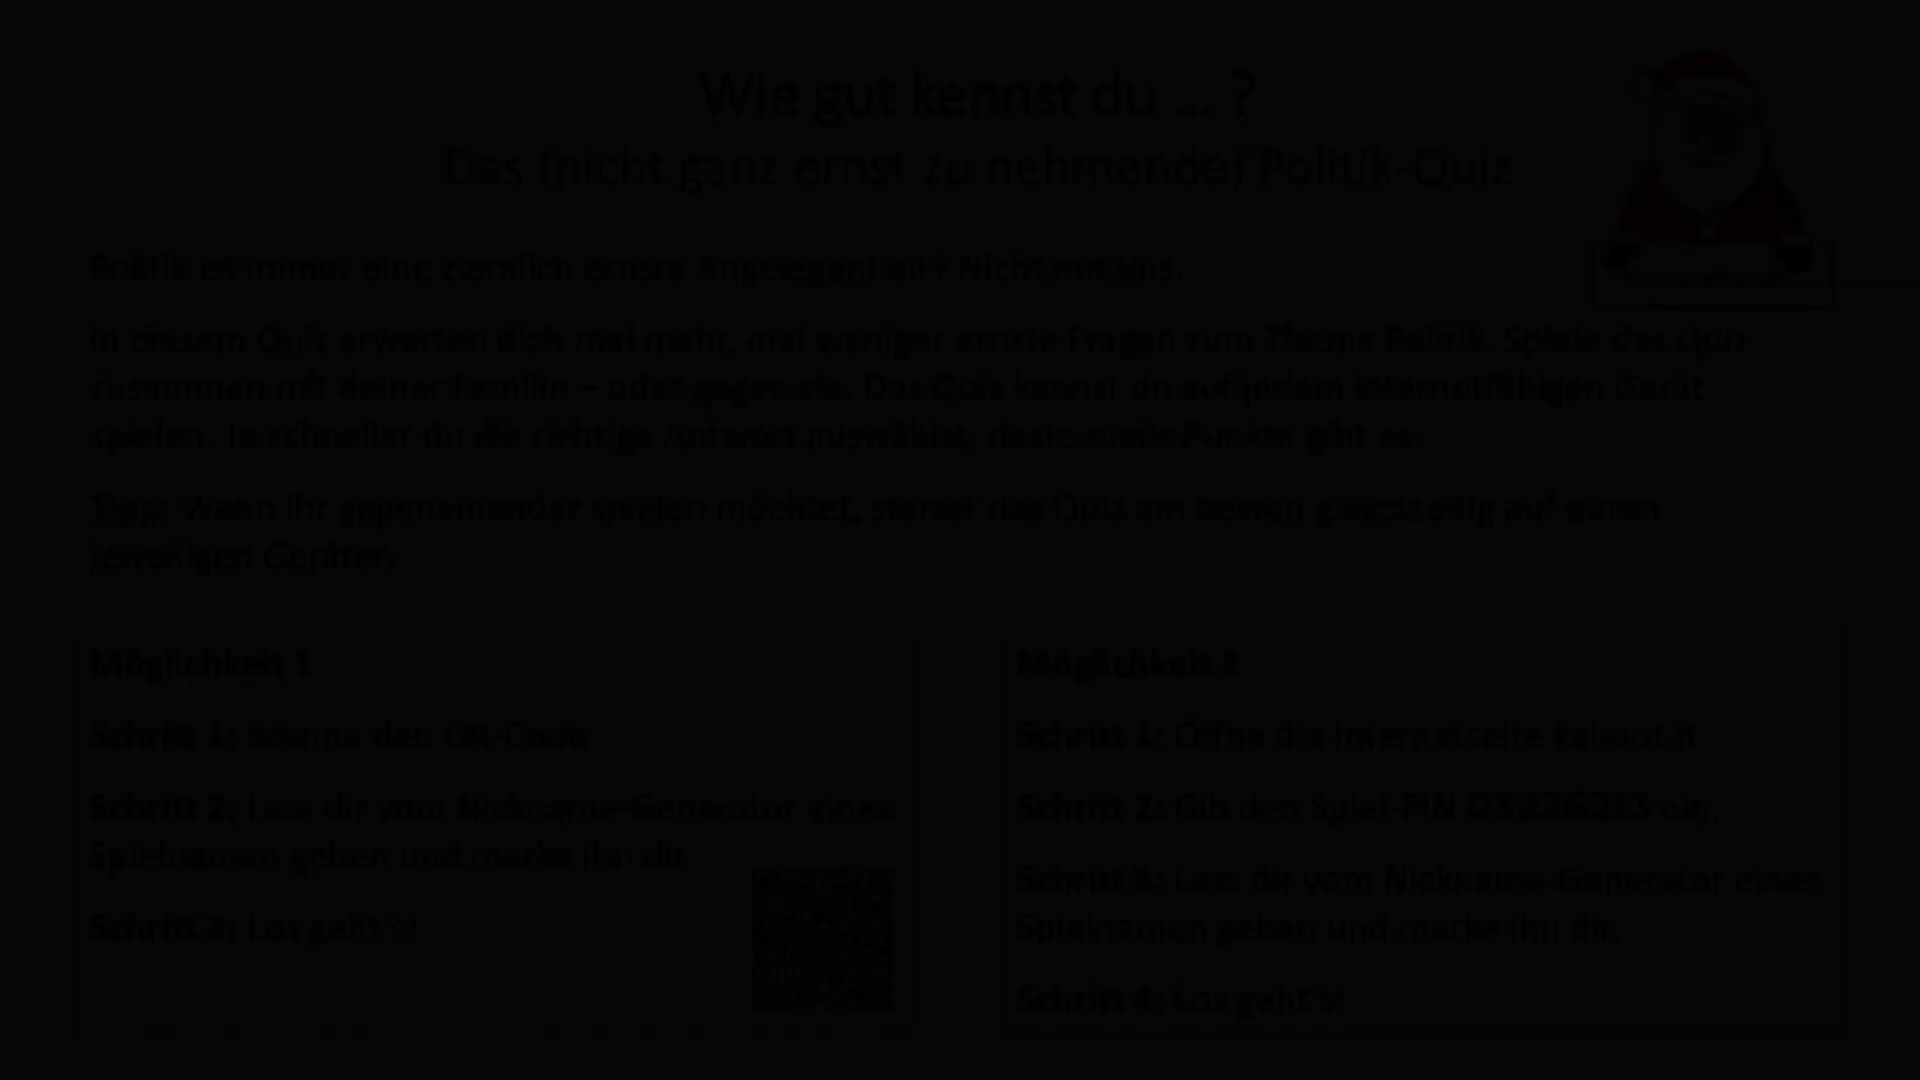 Wie gut kennst du ... ?
Das (nicht ganz ernst zu nehmende) Politik-Quiz
Politik ist immer eine ziemlich ernste Angelegenheit? Nicht mit uns.
In diesem Quiz erwarten dich mal mehr, mal weniger ernste Fragen zum Thema Politik. Spiele das Quiz
zusammen mit deiner Familie – oder gegen sie. Das Quiz kannst du auf jedem internetfähigen Gerät
spielen. Je schneller du die richtige Antwort auswählst, desto mehr Punkte gibt es.
Tipp: Wenn ihr gegeneinander spielen möchtet, startet das Quiz am besten gleichzeitig auf euren
jeweiligen Geräten.
Möglichkeit 1
Schritt 1: Scanne den QR-Code
Schritt 2: Lass dir vom Nickname-Generator einen
Spielnamen geben und merke ihn dir
Schritt 3: Los geht's!
Möglichkeit 2
Schritt 1: Öffne die Internetseite kahoot.it
Schritt 2: Gib den Spiel-PIN ein.
Schritt 3: Lass dir vom Nickname-Generator einen
Spielnamen geben und merke ihn dir.
Schritt 4: Los geht's!